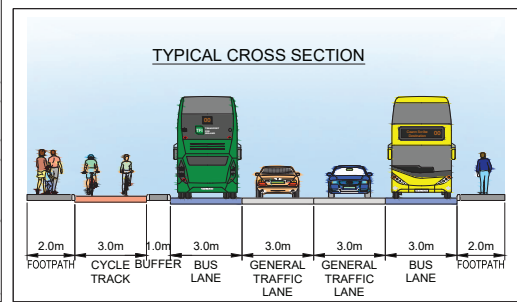 TYPICAL CROSS SECTION
2.0m 3.0m 1.0m 3.0m 3.0m 3.0m 3.0m 2.0m
FOOTPATH CYCLE TRACK BUFFER BUS LANE GENERAL TRAFFIC LANE GENERAL TRAFFIC LANE BUS LANE FOOTPATH